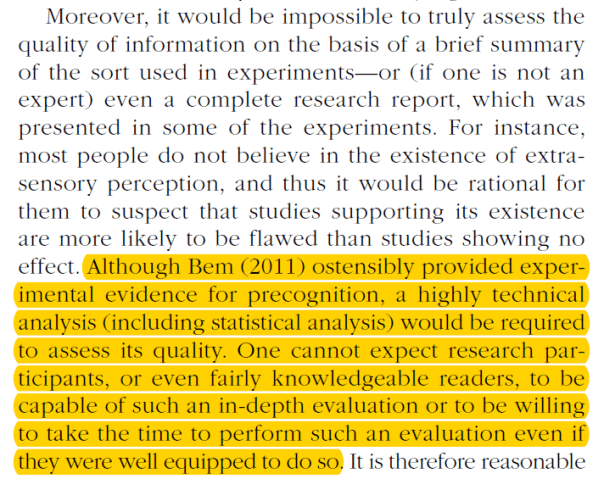 Moreover, it would be impossible to truly assess the
quality of information on the basis of a brief summary
of the sort used in experiments—or (if one is not an
expert) even a complete research report, which was
presented in some of the experiments. For instance,
most people do not believe in the existence of extra-
sensory perception, and thus it would be rational for
them to suspect that studies supporting its existence
are more likely to be flawed than studies showing no
effect. Although Bem (2011) ostensibly provided exper-
imental evidence for precognition, a highly technical
analysis (including statistical analysis) would be required
to assess its quality. One cannot expect research par-
ticipants, or even fairly knowledgeable readers, to be
capable of such an in-depth evaluation or to be willing
to take the time to perform such an evaluation even if
they were well equipped to do so. It is therefore reasonable